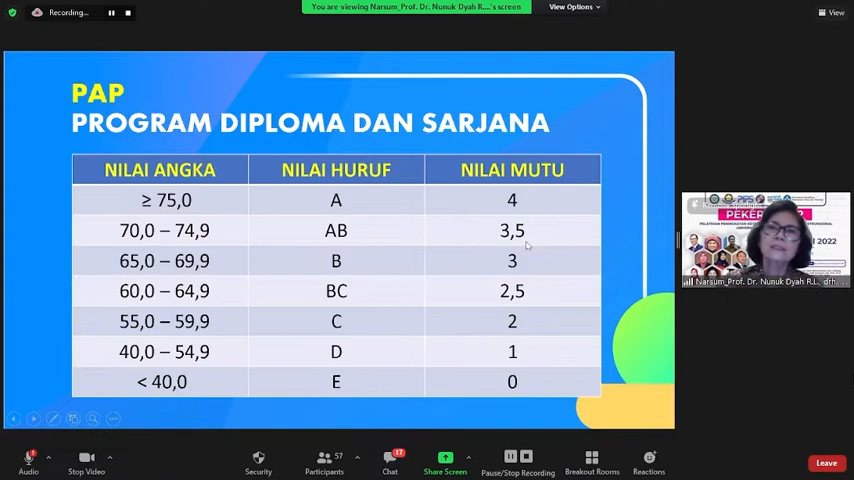 Recording...
You are viewing Narsum_Prof. Dr. Nunuk Dyah R....'s screen
View Options
View
PAP
PROGRAM DIPLOMA DAN SARJANA
NILAI ANGKA NILAI HURUF NILAI MUTU
≥ 75,0 A 4
70,0 – 74,9 AB 3,5
65,0 – 69,9 B 3
60,0 – 64,9 BC 2,5
55,0 – 59,9 C 2
40,0 – 54,9 D 1
< 40,0 E 0
2022
Narsum_Prof. Dr. Nunuk Dyah R.L., drh
Audio
Stop Video
Security
57
Participants
17
Chat
Share Screen
Pause/Stop Recording
Breakout Rooms
Reactions
Leave